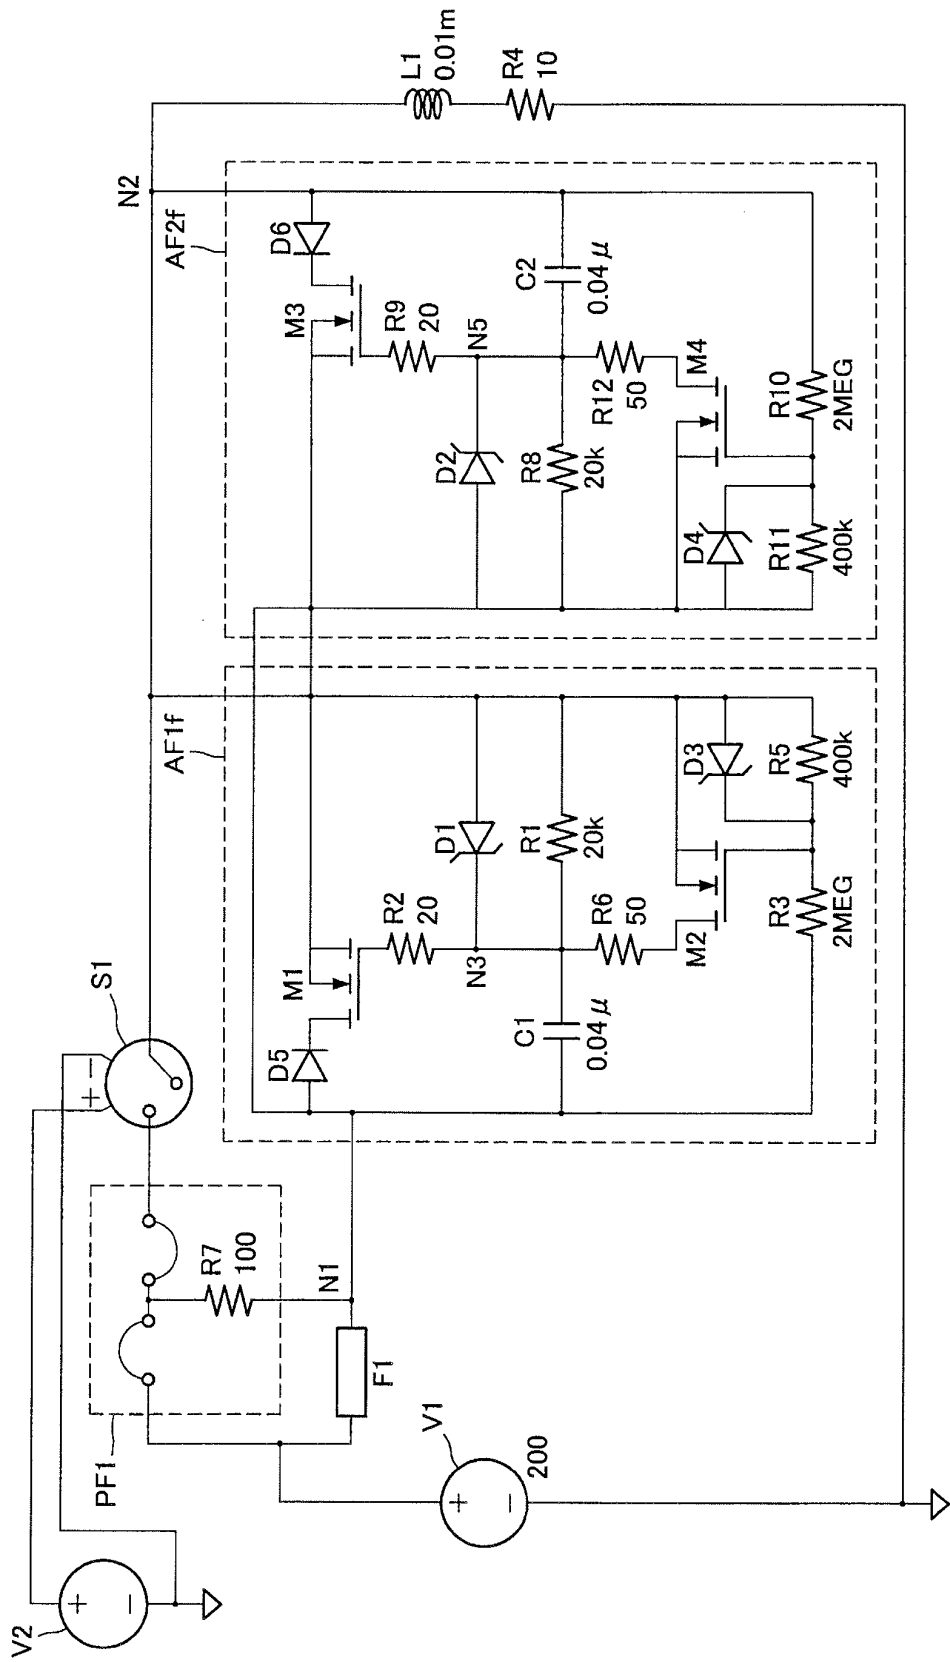 V2
+
−
PF1
R7
100
N1
F1
V1
200
+
−
S1
+
−
AF1f
D5
M1
R2
20
N3
D1
C1
0.04μ
R1
20k
R6
50
M2
D3
R3
2MEG
R5
400k
AF2f
N2
D6
M3
R9
20
N5
D2
C2
0.04μ
R8
20k
R12
50
M4
D4
R11
400k
R10
2MEG
L1
0.01m
R4
10